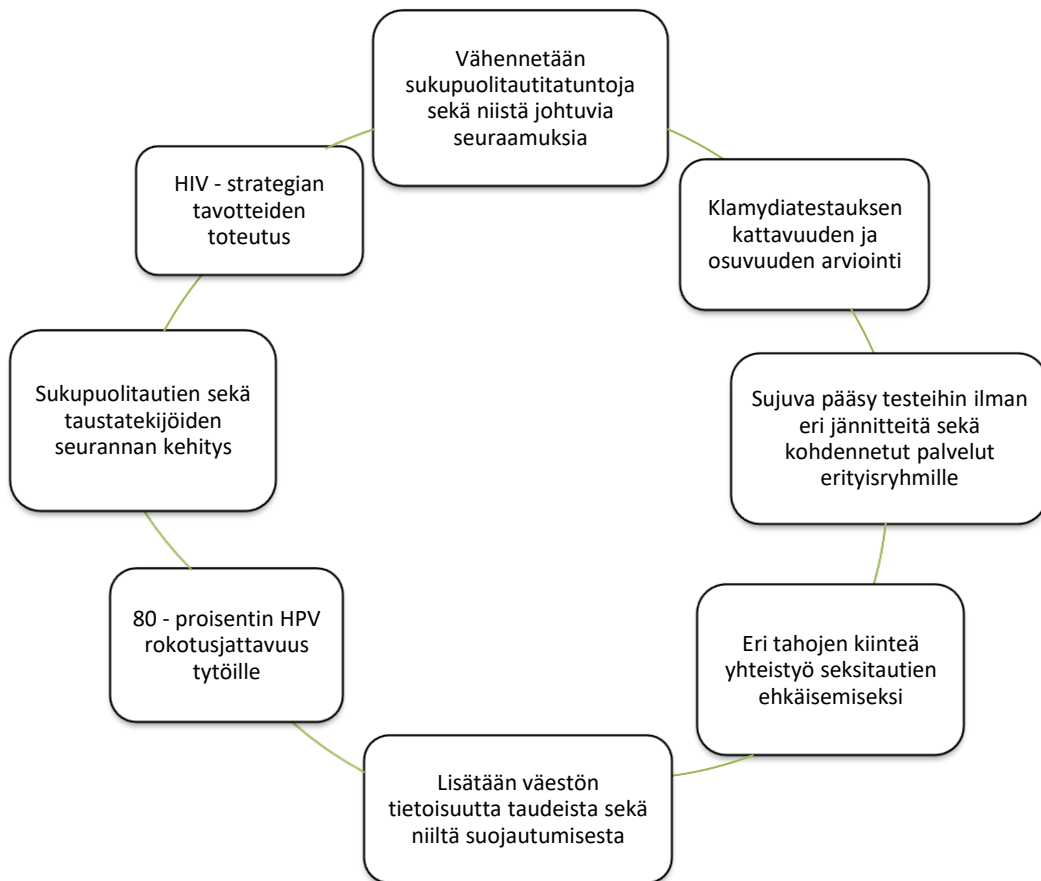 Vähennetään
sukupuolitautitatuntoja
sekä niistä johtuvia
seuraamuksia
Klamydiatestauksen
kattavuuden ja
osuvuuden arviointi
Sujuva pääsy testeihin ilman
eri jännitteitä sekä
kohdennetut palvelut
erityisryhmille
Eri tahojen kiinteä
yhteistyö seksitautien
ehkäisemiseksi
Lisätään väestön
tietoisuutta taudeista sekä
niiltä suojautumisesta
80 - proisentin HPV
rokotusjattavuus
tytöille
Sukupuolitautien sekä
taustatekijöiden
seurannan kehitys
HIV - strategian
tavotteiden
toteutus